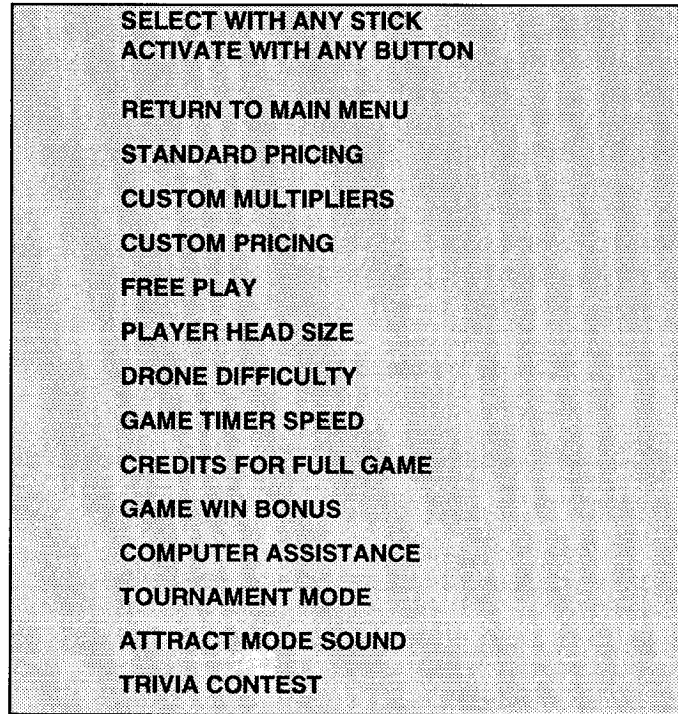 SELECT WITH ANY STICK
ACTIVATE WITH ANY BUTTON
RETURN TO MAIN MENU
STANDARD PRICING
CUSTOM MULTIPLIERS
CUSTOM PRICING
FREE PLAY
PLAYER HEAD SIZE
DRONE DIFFICULTY
GAME TIMER SPEED
CREDITS FOR FULL GAME
GAME WIN BONUS
COMPUTER ASSISTANCE
TOURNAMENT MODE
ATTRACT MODE SOUND
TRIVIA CONTEST